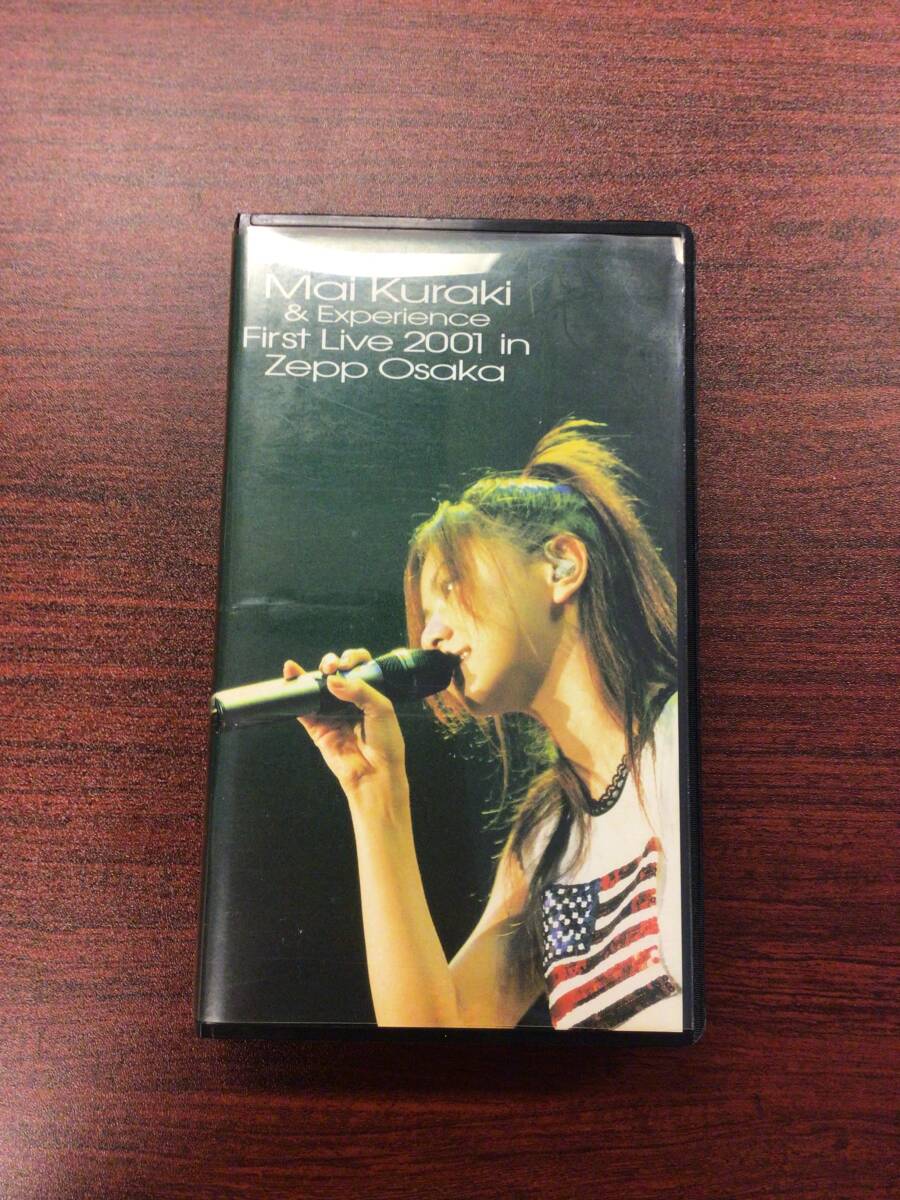 Mai Kuraki
& Experience
First Live 2001 in
Zepp Osaka